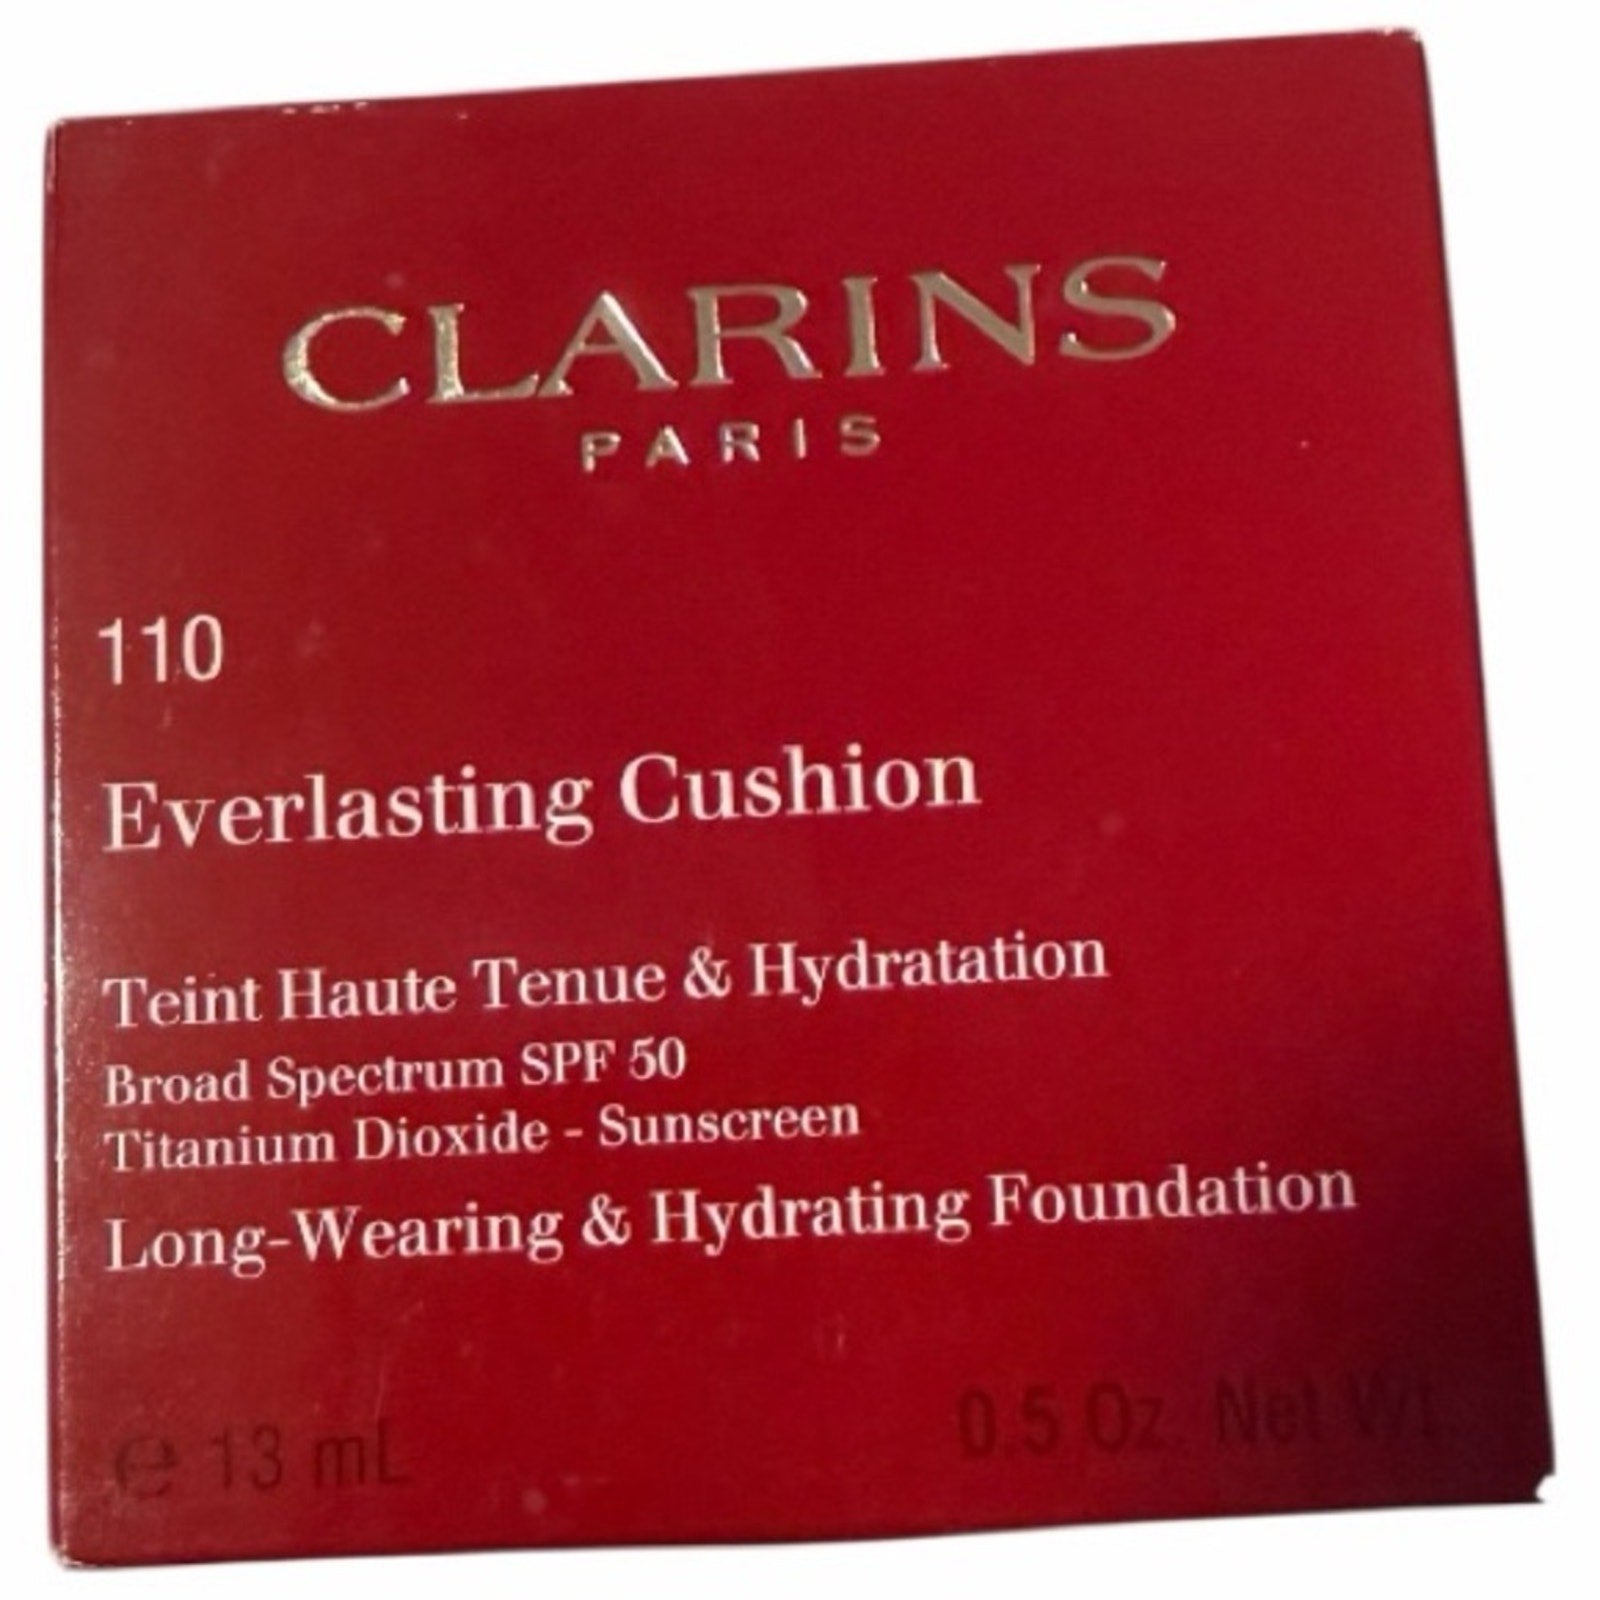 CLARINS
PARIS
110
Everlasting Cushion
Teint Haute Tenue & Hydratation
Broad Spectrum SPF 50
Titanium Dioxide - Sunscreen
Long-Wearing & Hydrating Foundation
℮ 13 mL
0.5 Oz. Net Wt.